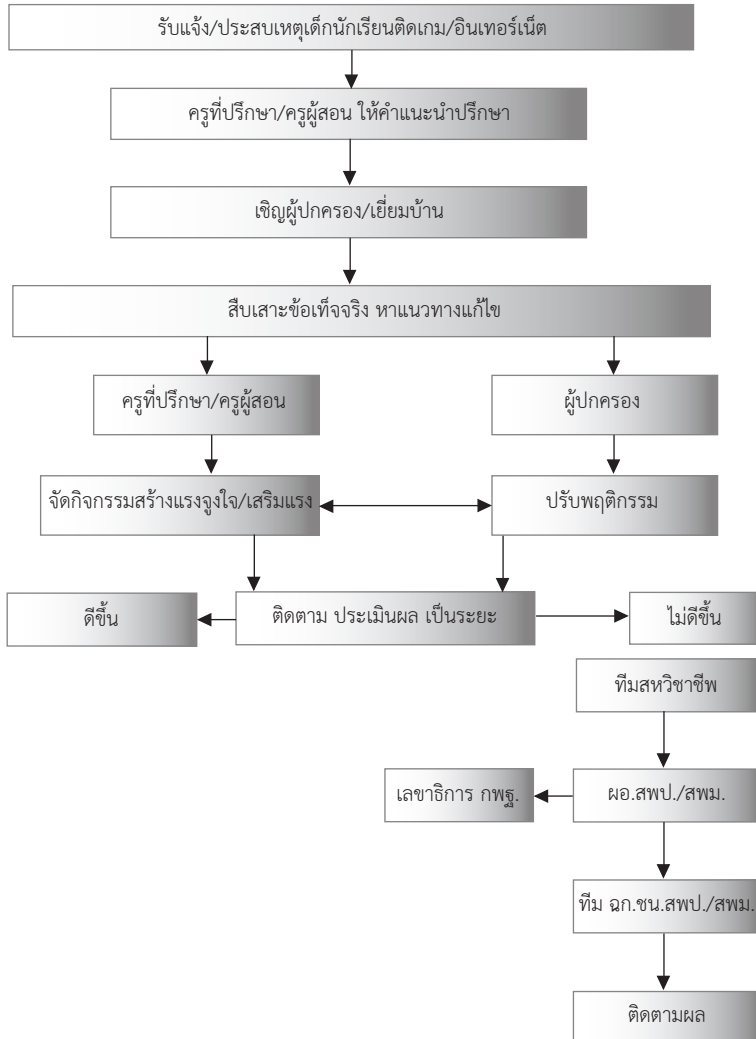 รับแจ้ง/ประสบเหตุเด็กนักเรียนติดเกม/อินเทอร์เน็ต
ครูที่ปรึกษา/ครูผู้สอน ให้คำแนะนำปรึกษา
เชิญผู้ปกครอง/เยี่ยมบ้าน
สืบเสาะข้อเท็จจริง หาแนวทางแก้ไข
ครูที่ปรึกษา/ครูผู้สอน
ผู้ปกครอง
จัดกิจกรรมสร้างแรงจูงใจ/เสริมแรง
ปรับพฤติกรรม
ดีขึ้น
ติดตาม ประเมินผล เป็นระยะ
ไม่ดีขึ้น
ทีมสหวิชาชีพ
เลขาธิการ กพฐ.
ผอ.สพป./สพม.
ทีม ฉก.ชน.สพป./สพม.
ติดตามผล